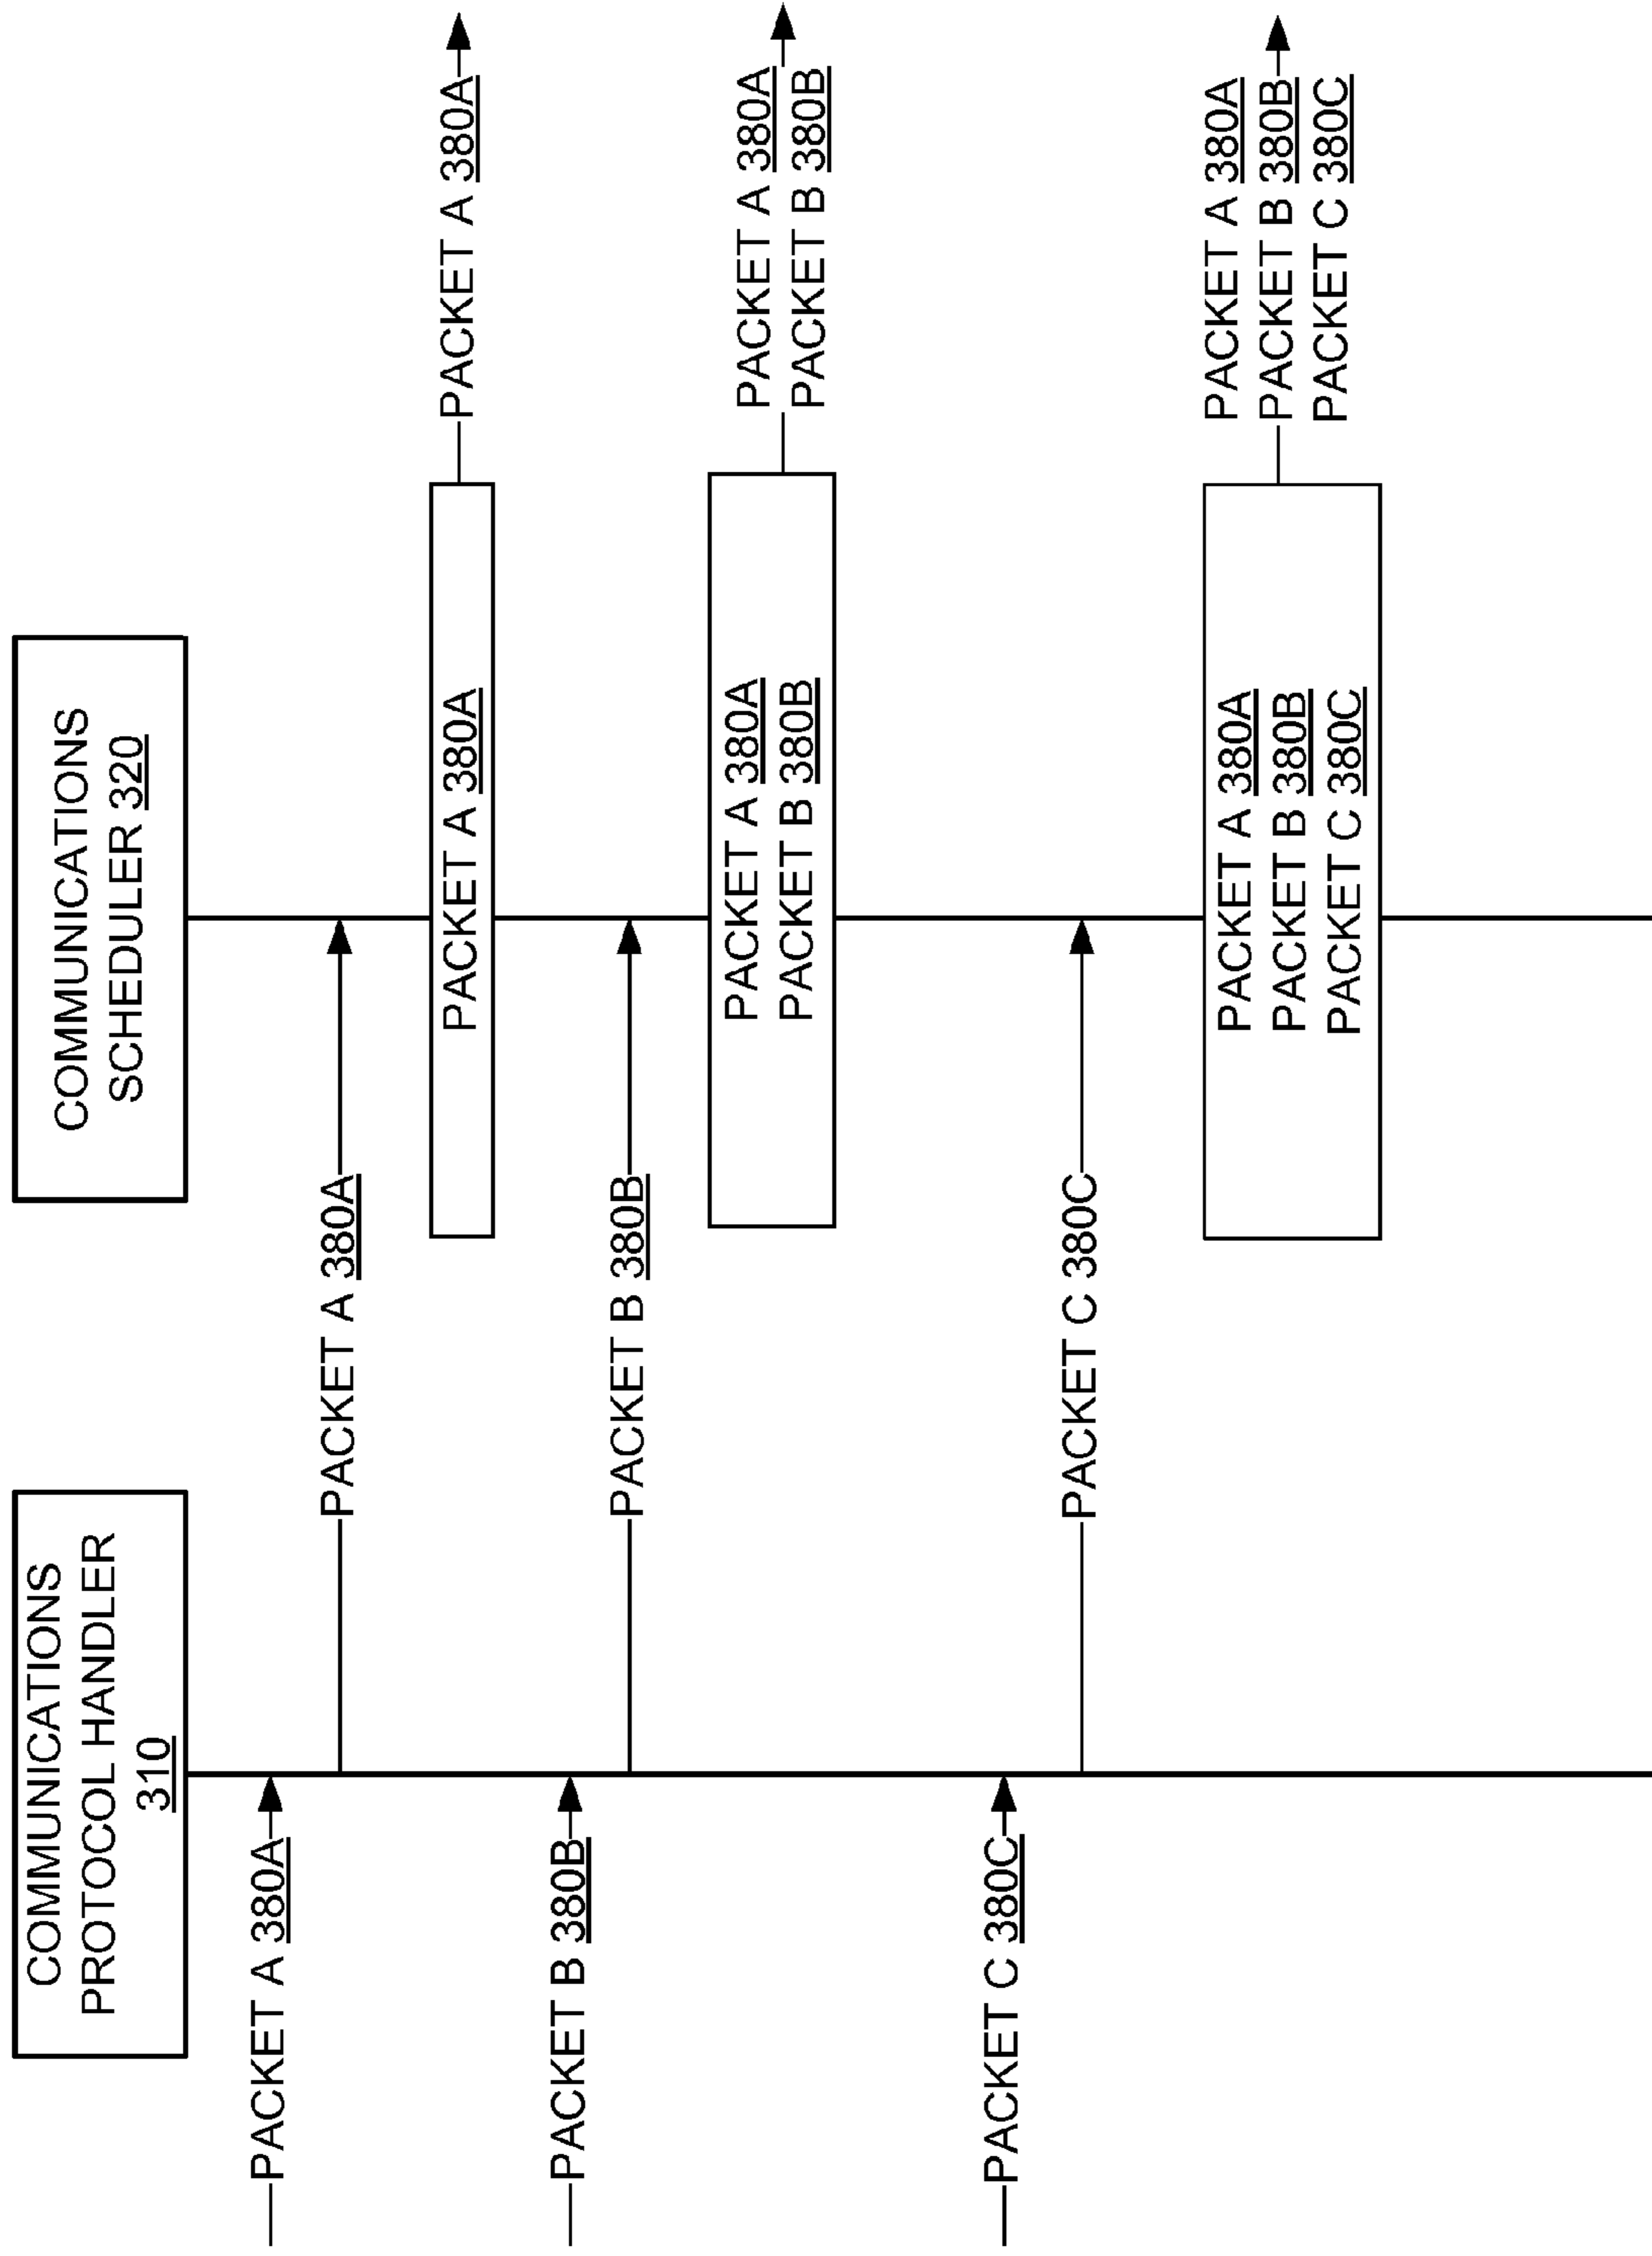 COMMUNICATIONS
PROTOCOL HANDLER
310
COMMUNICATIONS
SCHEDULER 320
PACKET A 380A
PACKET A 380A
PACKET A 380A
PACKET A 380A
PACKET B 380B
PACKET B 380B
PACKET A 380A
PACKET B 380B
PACKET A 380A
PACKET B 380B
PACKET C 380C
PACKET C 380C
PACKET A 380A
PACKET B 380B
PACKET C 380C
PACKET A 380A
PACKET B 380B
PACKET C 380C